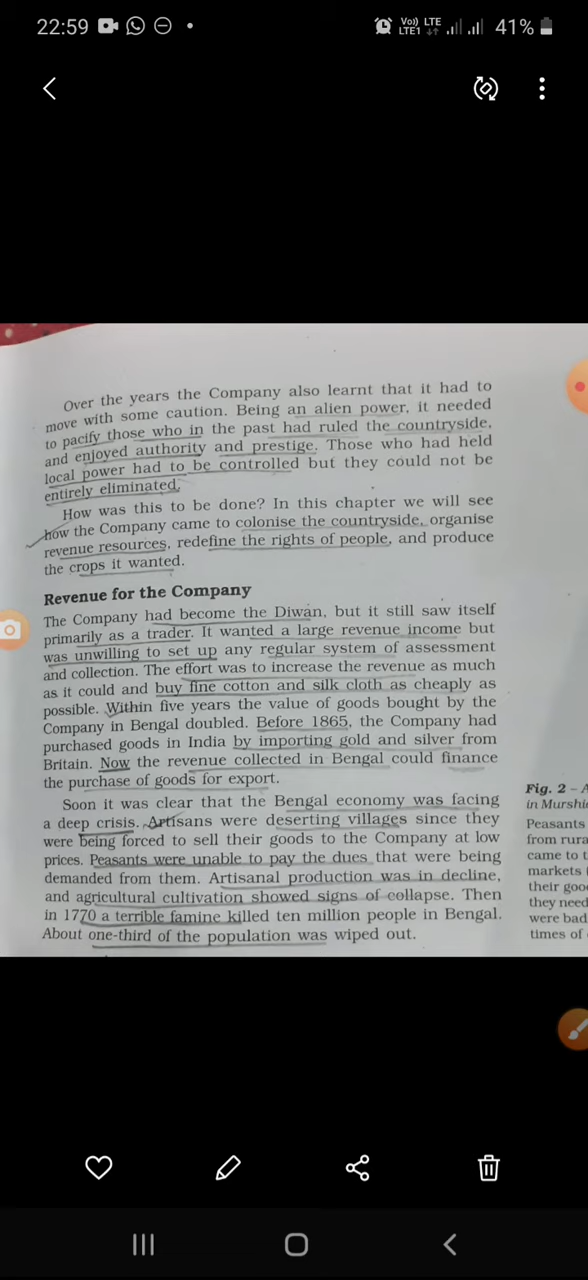 22:59
Vo)) LTE
LTE1
41%
Over the years the Company also learnt that it had to
move with some caution. Being an alien power, it needed
to pacify those who in the past had ruled the countryside,
and enjoyed authority and prestige. Those who had held
local power had to be controlled but they could not be
entirely eliminated.
How was this to be done? In this chapter we will see
how the Company came to colonise the countryside, organise
revenue resources, redefine the rights of people, and produce
the crops it wanted.
Revenue for the Company
The Company had become the Diwan, but it still saw itself
primarily as a trader. It wanted a large revenue income but
was unwilling to set up any regular system of assessment
and collection. The effort was to increase the revenue as much
as it could and buy fine cotton and silk cloth as cheaply as
possible. Within five years the value of goods bought by the
Company in Bengal doubled. Before 1865, the Company had
purchased goods in India by importing gold and silver from
Britain. Now the revenue collected in Bengal could finance
the purchase of goods for export.
Soon it was clear that the Bengal economy was facing
a deep crisis. Artisans were deserting villages since they
were being forced to sell their goods to the Company at low
prices. Peasants were unable to pay the dues that were being
demanded from them. Artisanal production was in decline,
and agricultural cultivation showed signs of collapse. Then
in 1770 a terrible famine killed ten million people in Bengal.
About one-third of the population was wiped out.
Fig. 2 – A
in Murshi
Peasants
from rura
came to t
markets
their goo
they need
were bad
times of